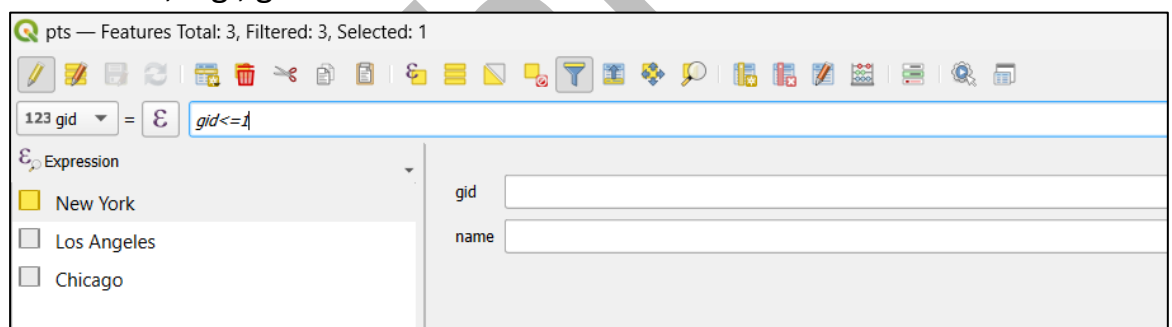 pts — Features Total: 3, Filtered: 3, Selected: 1
123 gid = ε gid<=1
Expression
New York
Los Angeles
Chicago
gid
name